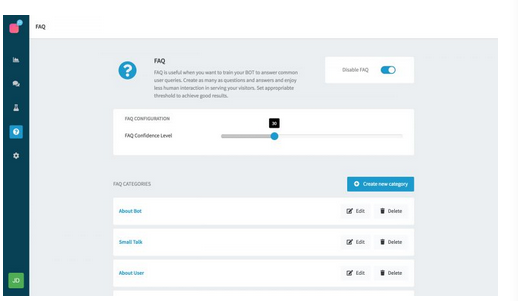 FAQ
FAQ
FAQ is useful when you want to train your BOT to answer common
user queries. Create as many as questions and answers and enjoy
less human interaction in serving your visitors. Set appropriable
threshold to achieve good results.
Disable FAQ
FAQ CONFIGURATION
30
FAQ Confidence Level
FAQ CATEGORIES
Create new category
About Bot
Edit
Delete
Small Talk
Edit
Delete
About User
Edit
Delete
JD